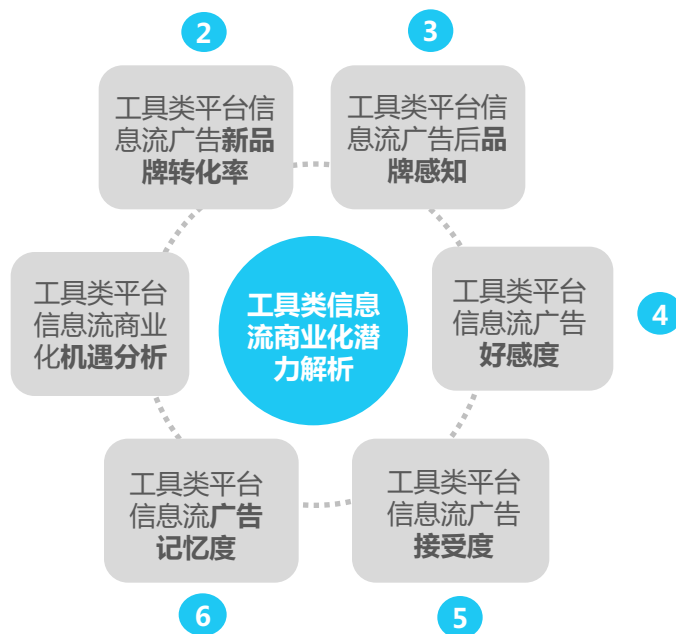 2
3
工具类平台信
息流广告新品
牌转化率
工具类平台信
息流广告后品
牌感知
工具类平台
信息流商业
化机遇分析
工具类信息
流商业化潜
力解析
工具类平台
信息流广告
好感度
4
工具类平台
信息流广告
记忆度
工具类平台
信息流广告
接受度
6
5